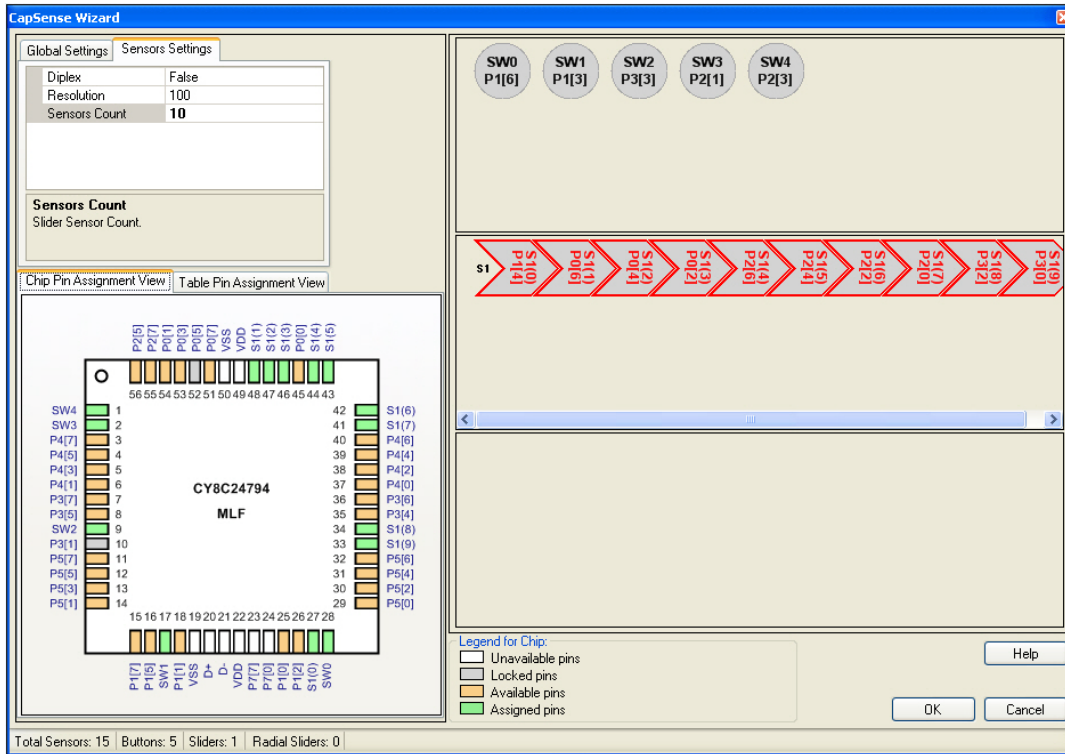 CapSense Wizard
Global Settings
Sensors Settings
Diplex False
Resolution 100
Sensors Count 10
Sensors Count
Slider Sensor Count.
SW0 P1[6]
SW1 P1[3]
SW2 P3[3]
SW3 P2[1]
SW4 P2[3]
S1
S1(0) P1[4]
S1(1) P0[6]
S1(2) P0[4]
S1(3) P0[2]
S1(4) P2[6]
S1(5) P2[4]
S1(6) P2[2]
S1(7) P2[0]
S1(8) P3[2]
S1(9) P3[0]
Chip Pin Assignment View
Table Pin Assignment View
P2[5] P2[7] P0[1] P0[3] P0[5] P0[7] VSS VDD S1(1) S1(2) S1(3) P0[0] S1(4) S1(5)
56 55 54 53 52 51 50 49 48 47 46 45 44 43
SW4 1 42 S1(6)
SW3 2 41 S1(7)
P4[7] 3 40 P4[6]
P4[5] 4 39 P4[4]
P4[3] 5 38 P4[2]
P4[1] 6 37 P4[0]
P3[7] 7 36 P3[6]
P3[5] 8 35 P3[4]
SW2 9 34 S1(8)
P3[1] 10 33 S1(9)
P5[7] 11 32 P5[6]
P5[5] 12 31 P5[4]
P5[3] 13 30 P5[2]
P5[1] 14 29 P5[0]
CY8C24794
MLF
15 16 17 18 19 20 21 22 23 24 25 26 27 28
P1[7] P1[5] SW1 P1[1] VSS D+ D- VDD P7[7] P7[0] P1[0] P1[2] S1(0) SW0
Legend for Chip:
Unavailable pins
Locked pins
Available pins
Assigned pins
Help
OK
Cancel
Total Sensors: 15 Buttons: 5 Sliders: 1 Radial Sliders: 0